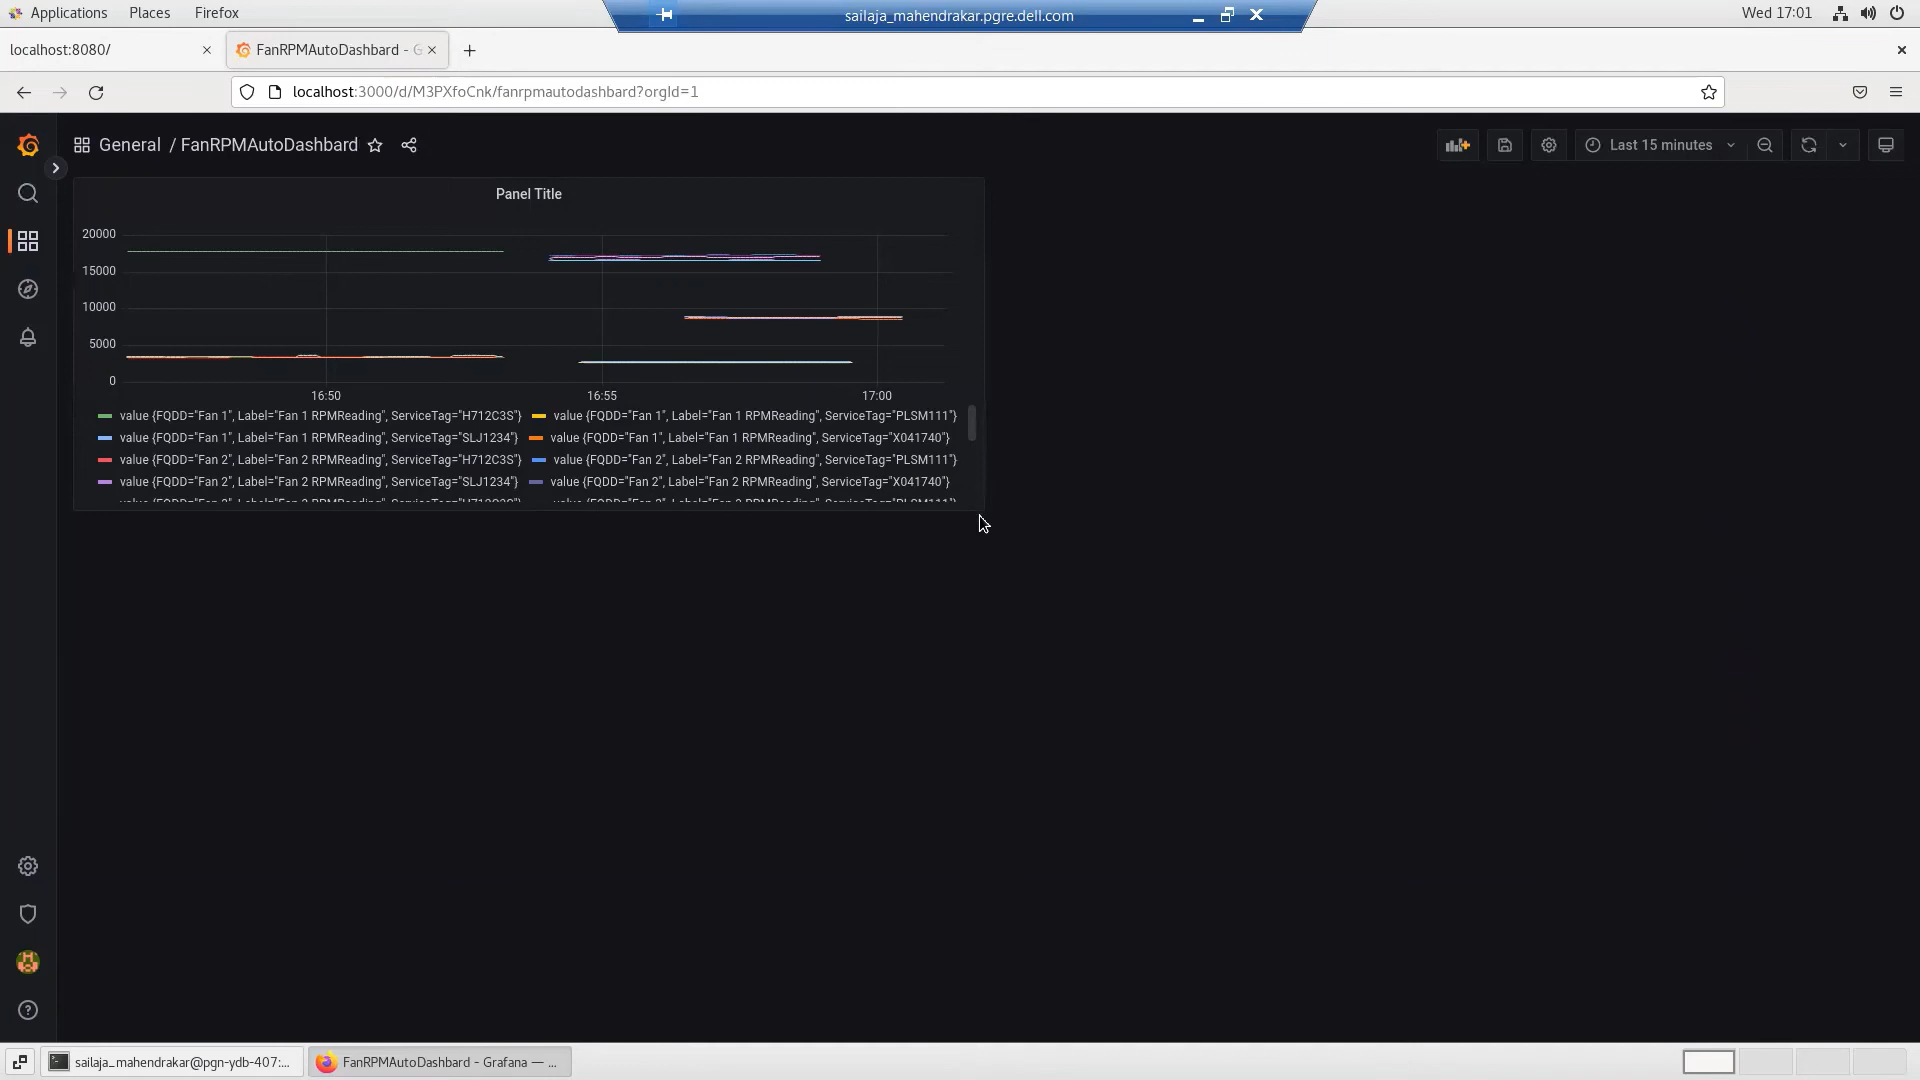 Applications Places Firefox
sailaja_mahendrakar.pgre.dell.com
Wed 17:01
localhost:8080/
FanRPMAutoDashbard - G
localhost:3000/d/M3PXfoCnk/fanrpmautodashbard?orgId=1
General / FanRPMAutoDashbard
Last 15 minutes
Panel Title
20000
15000
10000
5000
0
16:50 16:55 17:00
value {FQDD="Fan 1", Label="Fan 1 RPMReading", ServiceTag="H712C3S"} value {FQDD="Fan 1", Label="Fan 1 RPMReading", ServiceTag="PLSM111"}
value {FQDD="Fan 1", Label="Fan 1 RPMReading", ServiceTag="SLJ1234"} value {FQDD="Fan 1", Label="Fan 1 RPMReading", ServiceTag="X041740"}
value {FQDD="Fan 2", Label="Fan 2 RPMReading", ServiceTag="H712C3S"} value {FQDD="Fan 2", Label="Fan 2 RPMReading", ServiceTag="PLSM111"}
value {FQDD="Fan 2", Label="Fan 2 RPMReading", ServiceTag="SLJ1234"} value {FQDD="Fan 2", Label="Fan 2 RPMReading", ServiceTag="X041740"}
sailaja_mahendrakar@pgn-ydb-407:...
FanRPMAutoDashbard - Grafana — ...